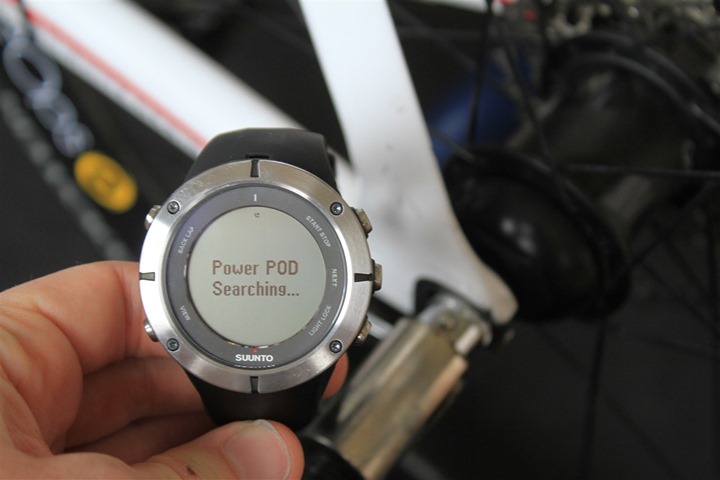 BACK LAP
START STOP
Power POD
Searching...
NEXT
VIEW
LIGHT LOCK
SUUNTO